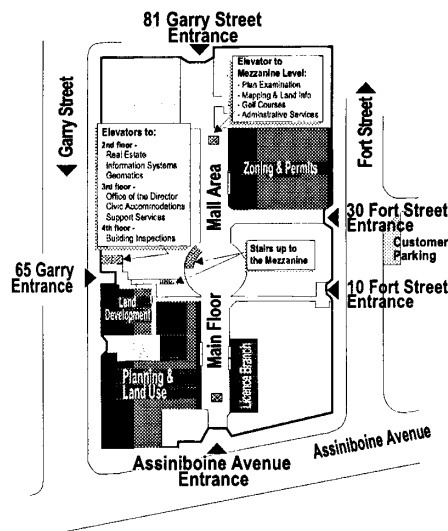 81 Garry Street
Entrance
Garry Street
Fort Street
Elevator to
Mezzanine Level:
- Plan Examination
- Mapping & Land Info
- Golf Courses
- Adminstrative Services
Elevators to:
2nd floor -
Real Estate
Information Systems
Geomatics
3rd floor -
Office of the Director
Civic Accommodations
Support Services
4th floor -
Building Inspections
Zoning & Permits
Mall Area
30 Fort Street
Entrance
Customer
Parking
Stairs up to
the Mezzanine
65 Garry
Entrance
10 Fort Street
Entrance
Land
Development
Main Floor
Planning &
Land Use
Licence Branch
Assiniboine Avenue
Entrance
Assiniboine Avenue